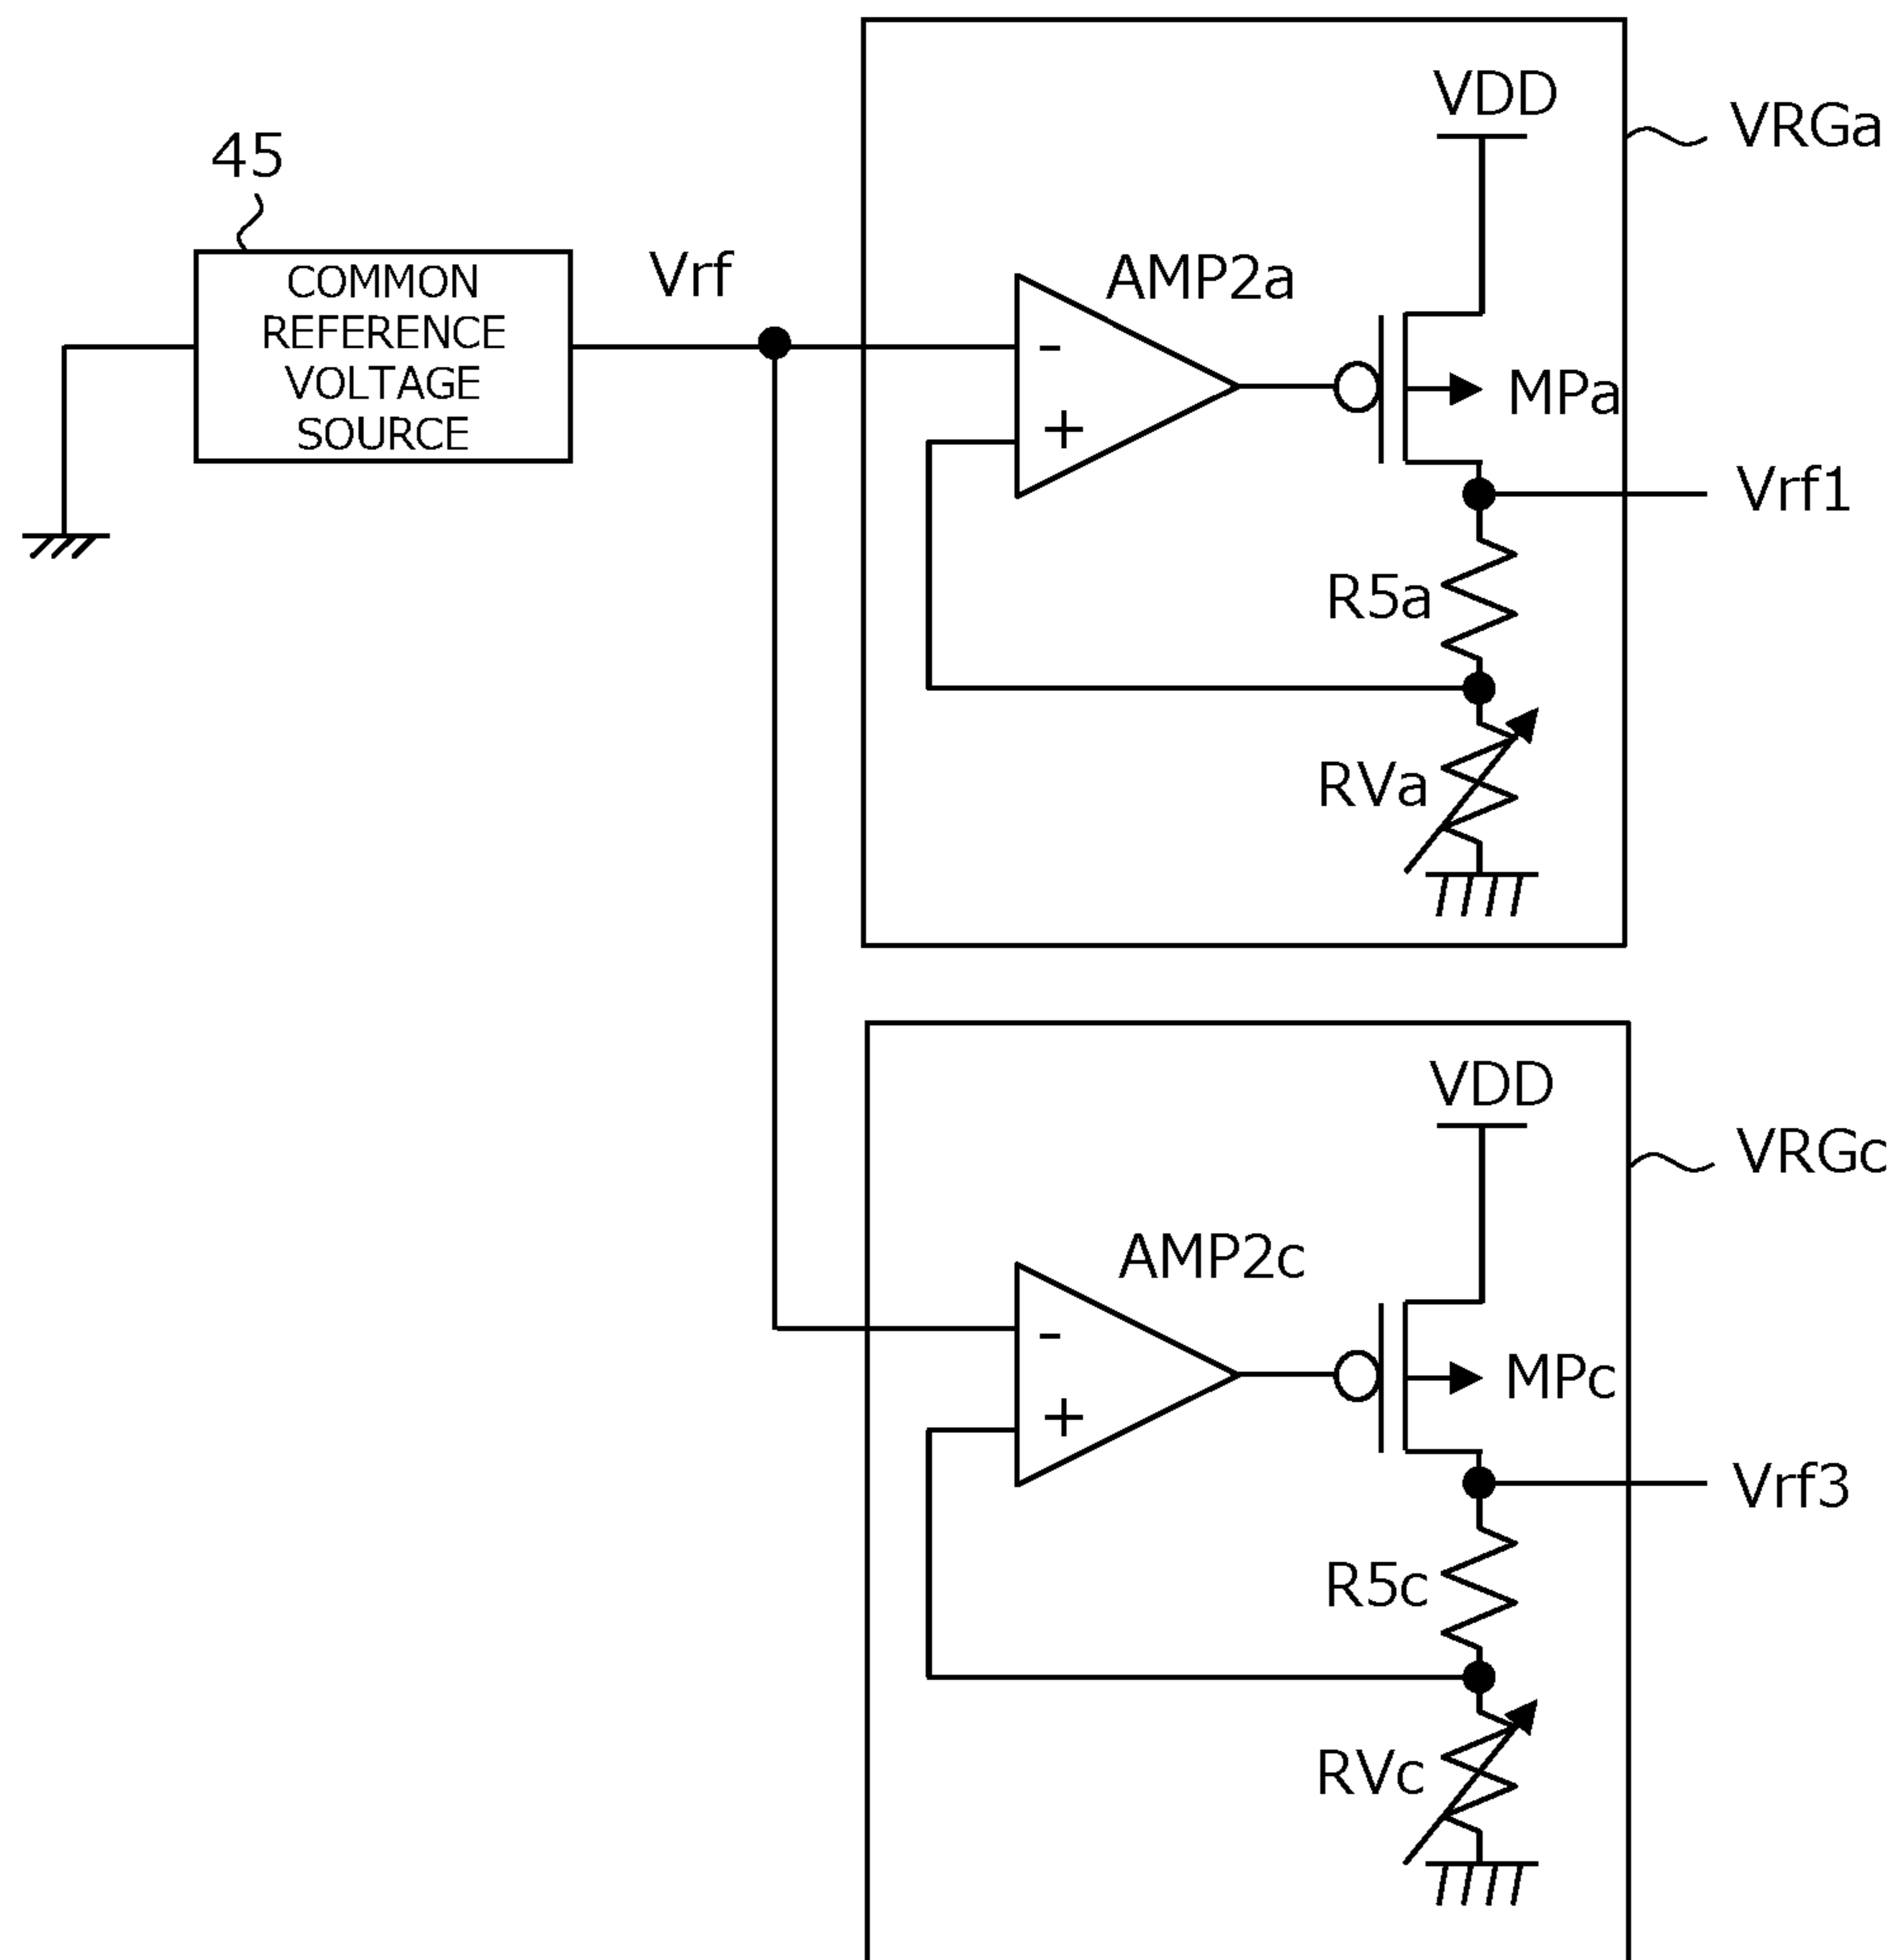 45
COMMON
REFERENCE
VOLTAGE
SOURCE
Vrf
VDD
VRGa
AMP2a
-
+
MPa
Vrf1
R5a
RVa
VDD
VRGc
AMP2c
-
+
MPc
Vrf3
R5c
RVc